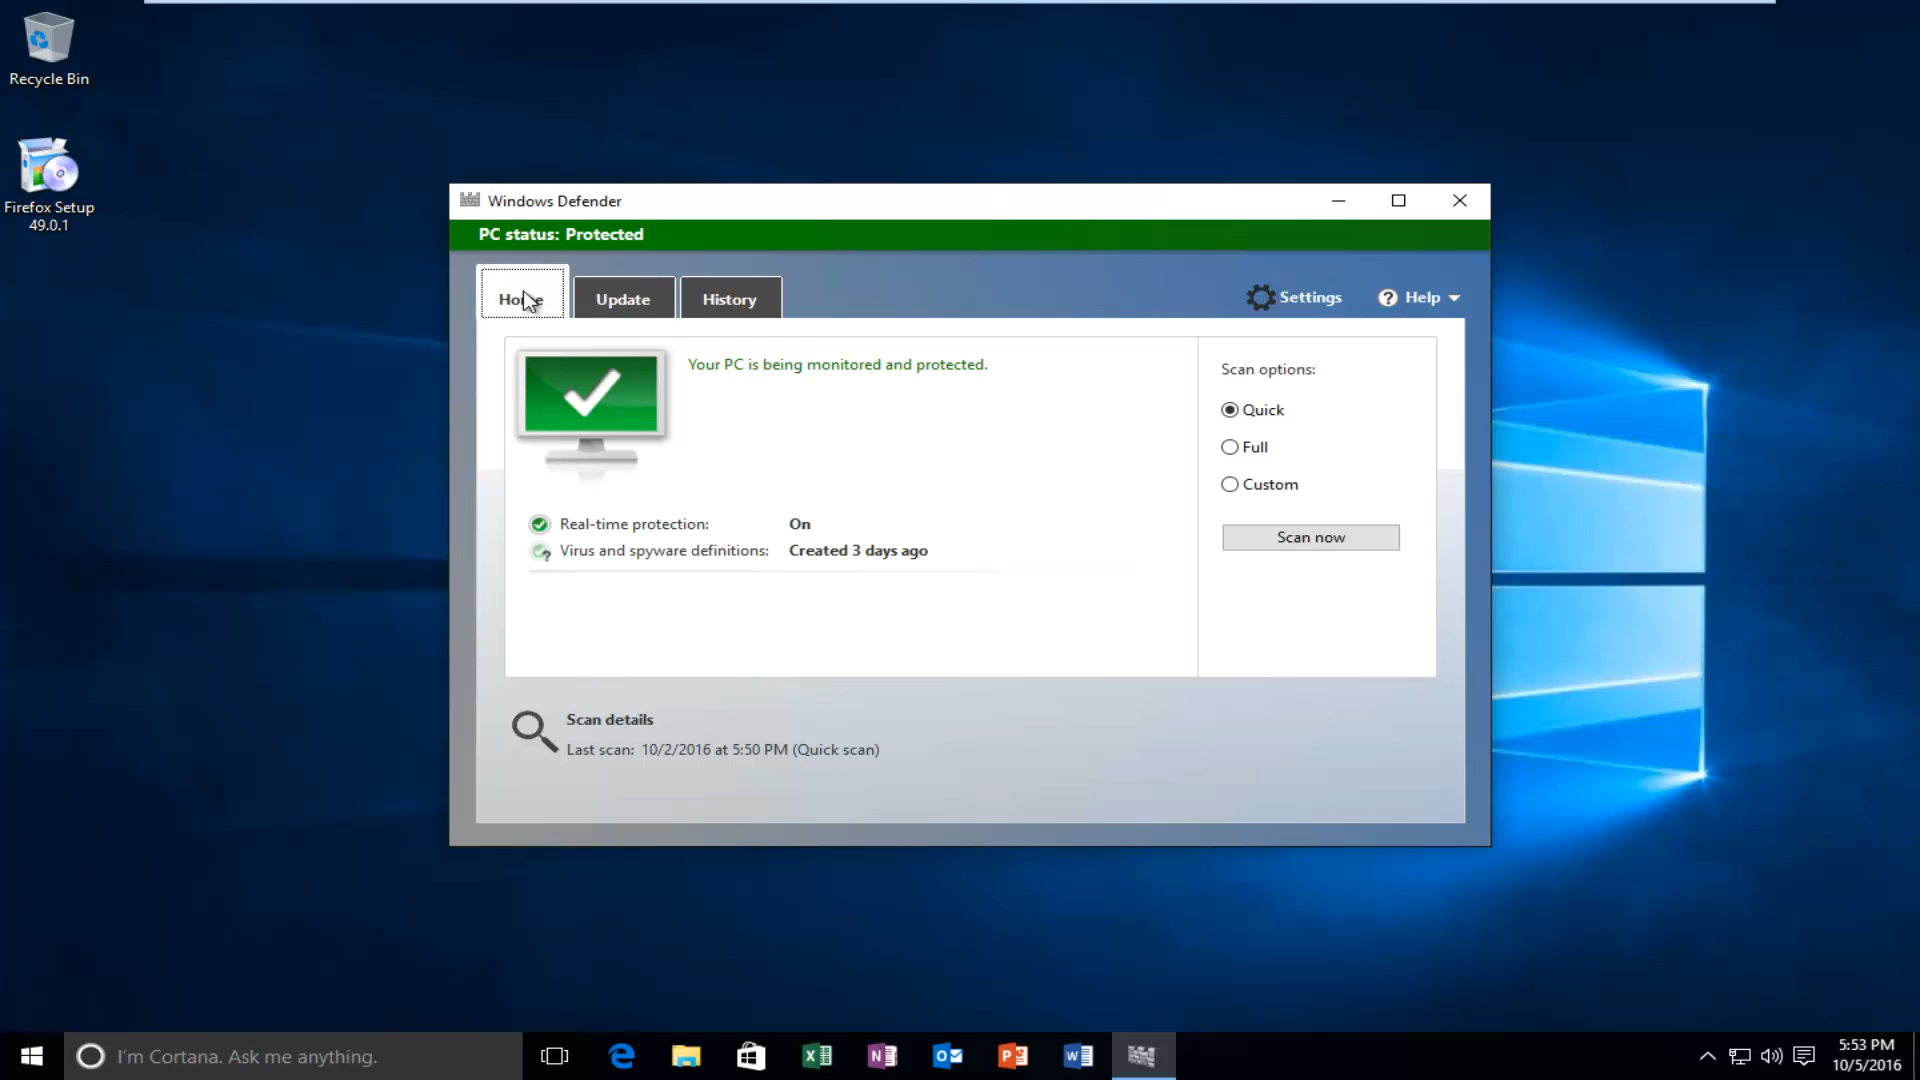 Recycle Bin
Firefox Setup
49.0.1
Windows Defender
PC status: Protected
Home
Update
History
Settings
? Help
Your PC is being monitored and protected.
Scan options:
Quick
Full
Custom
Scan now
Real-time protection: On
Virus and spyware definitions: Created 3 days ago
Scan details
Last scan: 10/2/2016 at 5:50 PM (Quick scan)
I'm Cortana. Ask me anything.
5:53 PM
10/5/2016